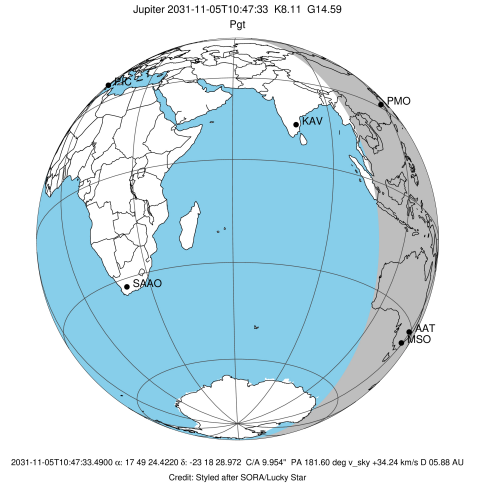 Jupiter 2031-11-05T10:47:33 K8.11 G14.59
Pgt
PIC
PMO
KAV
SAAO
AAT
MSO
2031-11-05T10:47:33.4900 α: 17 49 24.4220 δ: -23 18 28.972 C/A 9.954" PA 181.60 deg v_sky +34.24 km/s D 05.88 AU
Credit: Styled after SORA/Lucky Star